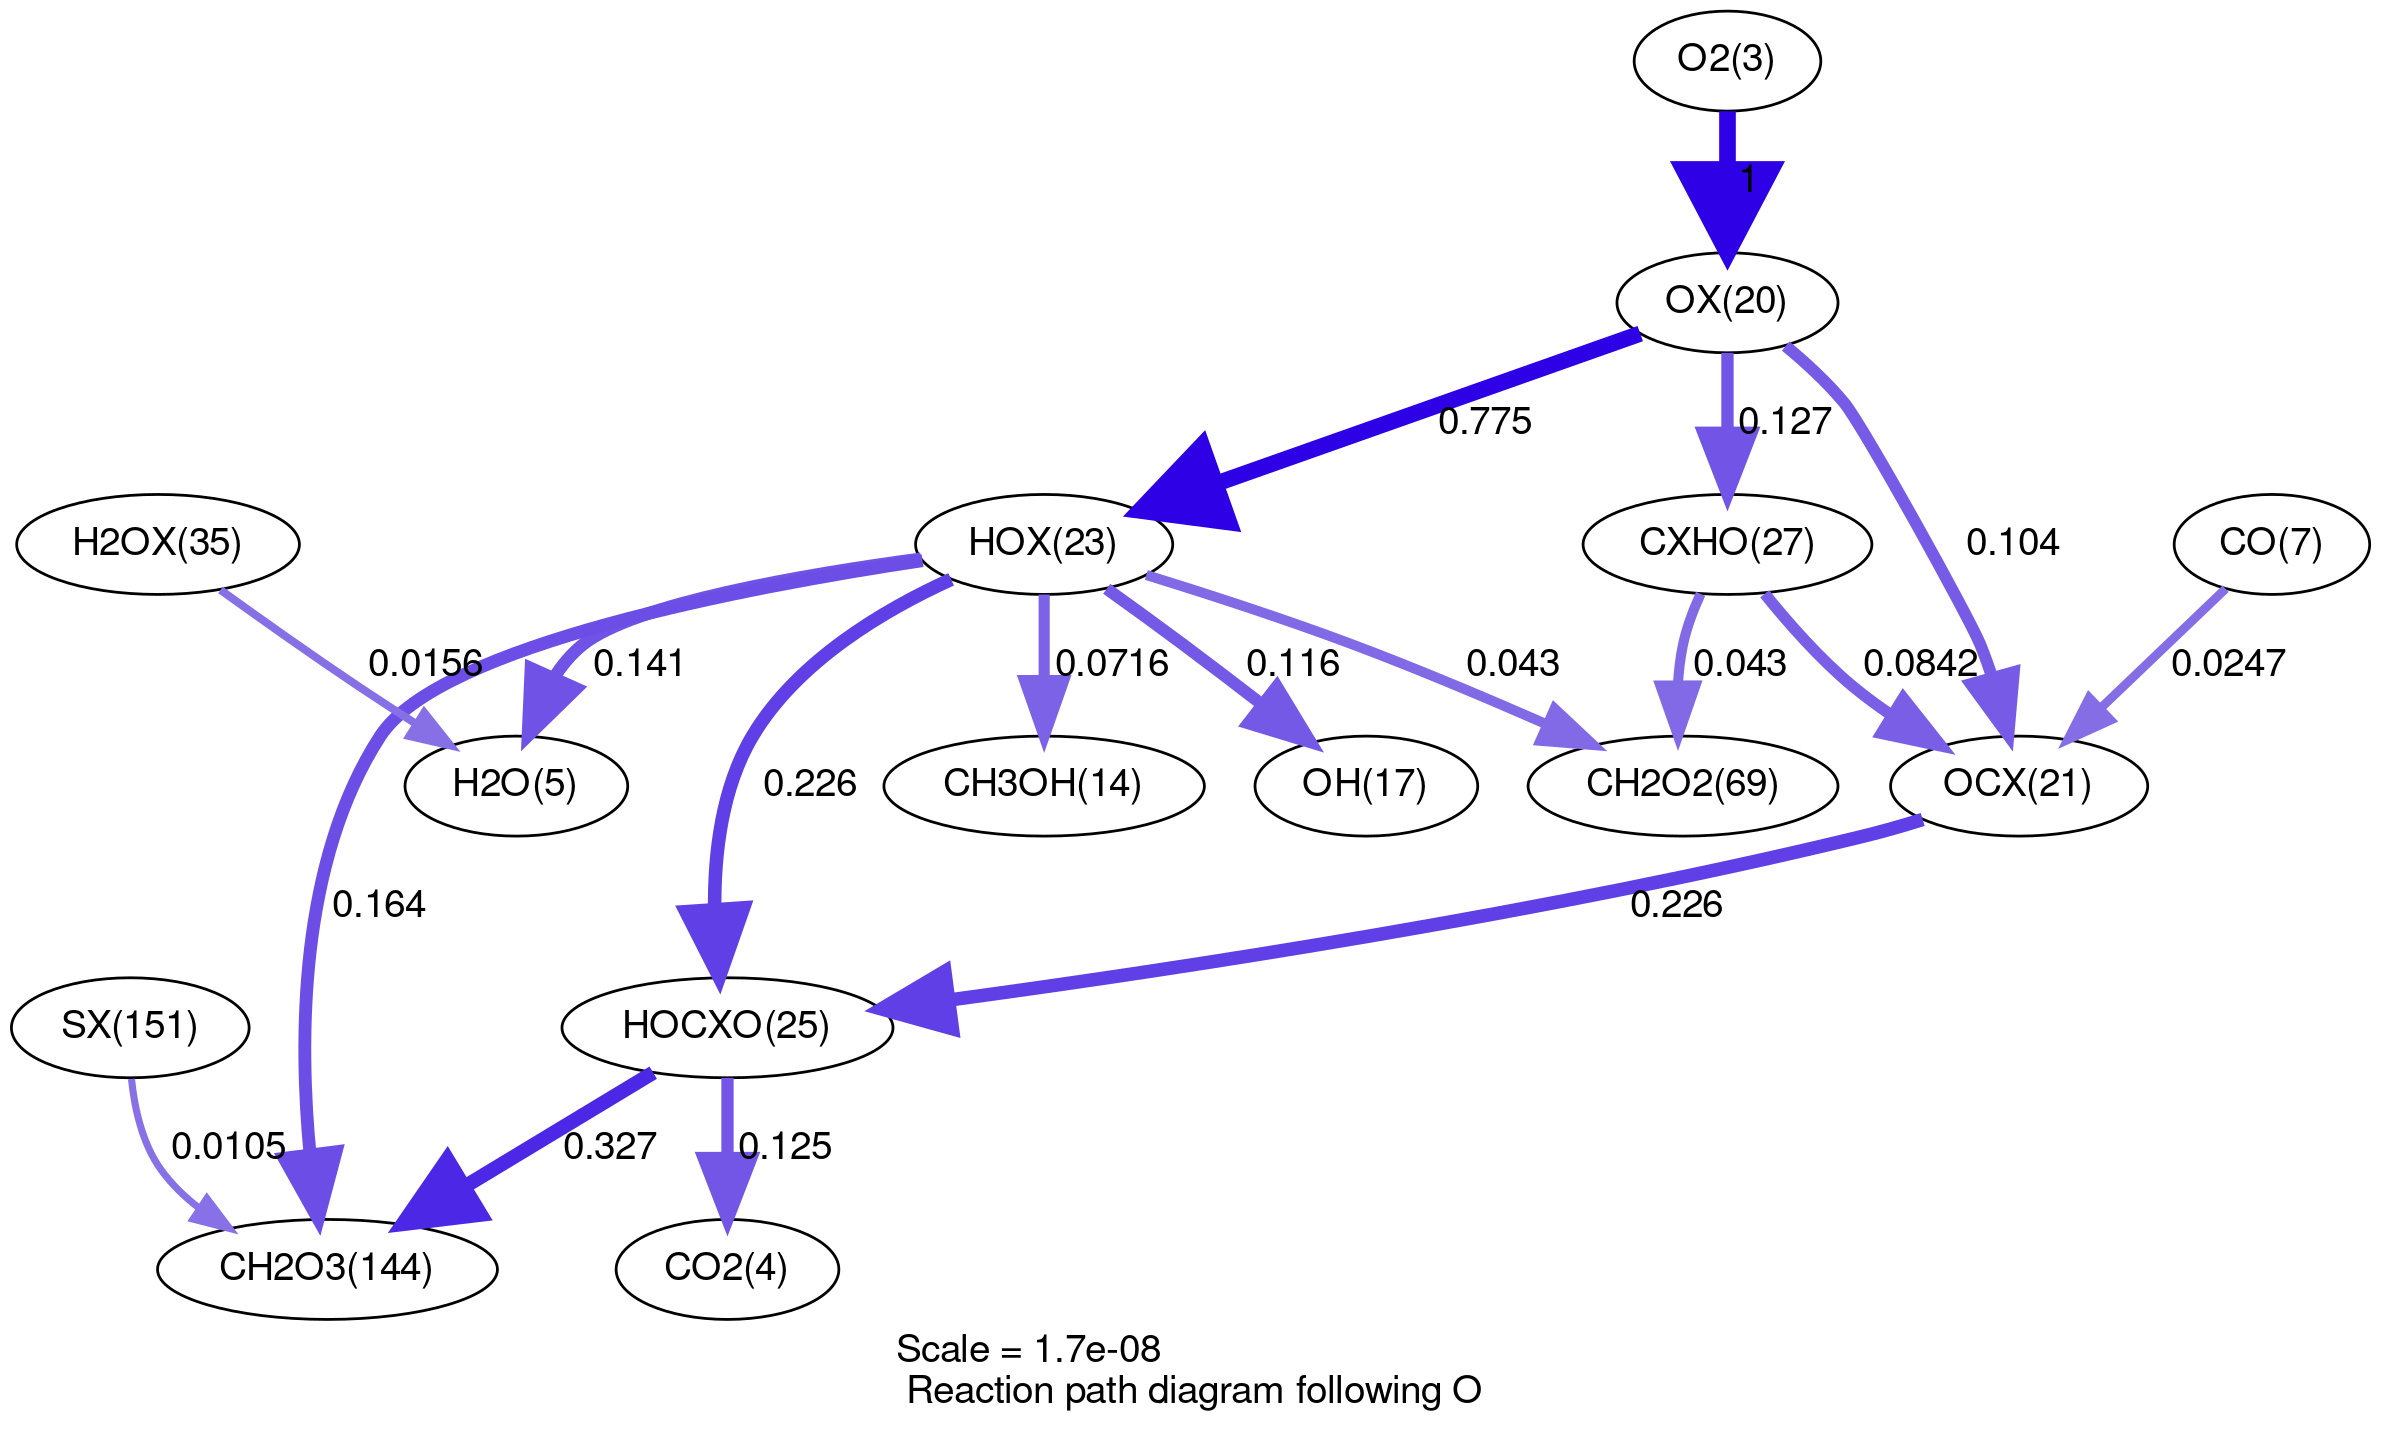 O2(3)
1
OX(20)
0.775
0.127
H2OX(35)
HOX(23)
CXHO(27)
0.104
CO(7)
0.0156
0.141
0.0716
0.116
0.043
0.043
0.0842
0.0247
H2O(5)
0.226
CH3OH(14)
OH(17)
CH2O2(69)
OCX(21)
0.164
0.226
SX(151)
HOCXO(25)
0.0105
0.327
0.125
CH2O3(144)
CO2(4)
Scale = 1.7e-08
Reaction path diagram following O